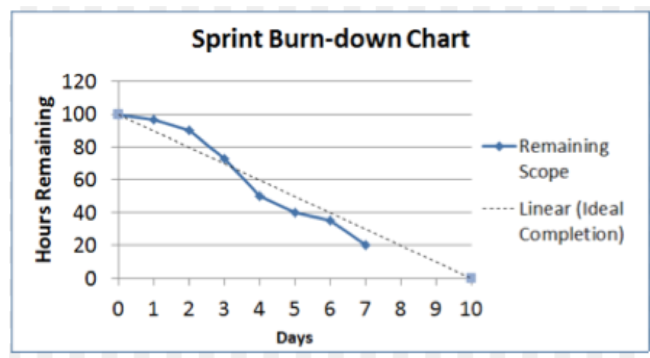 Sprint Burn-down Chart
Hours Remaining
120
100
80
60
40
20
0
0 1 2 3 4 5 6 7 8 9 10
Days
Remaining
Scope
Linear (Ideal
Completion)